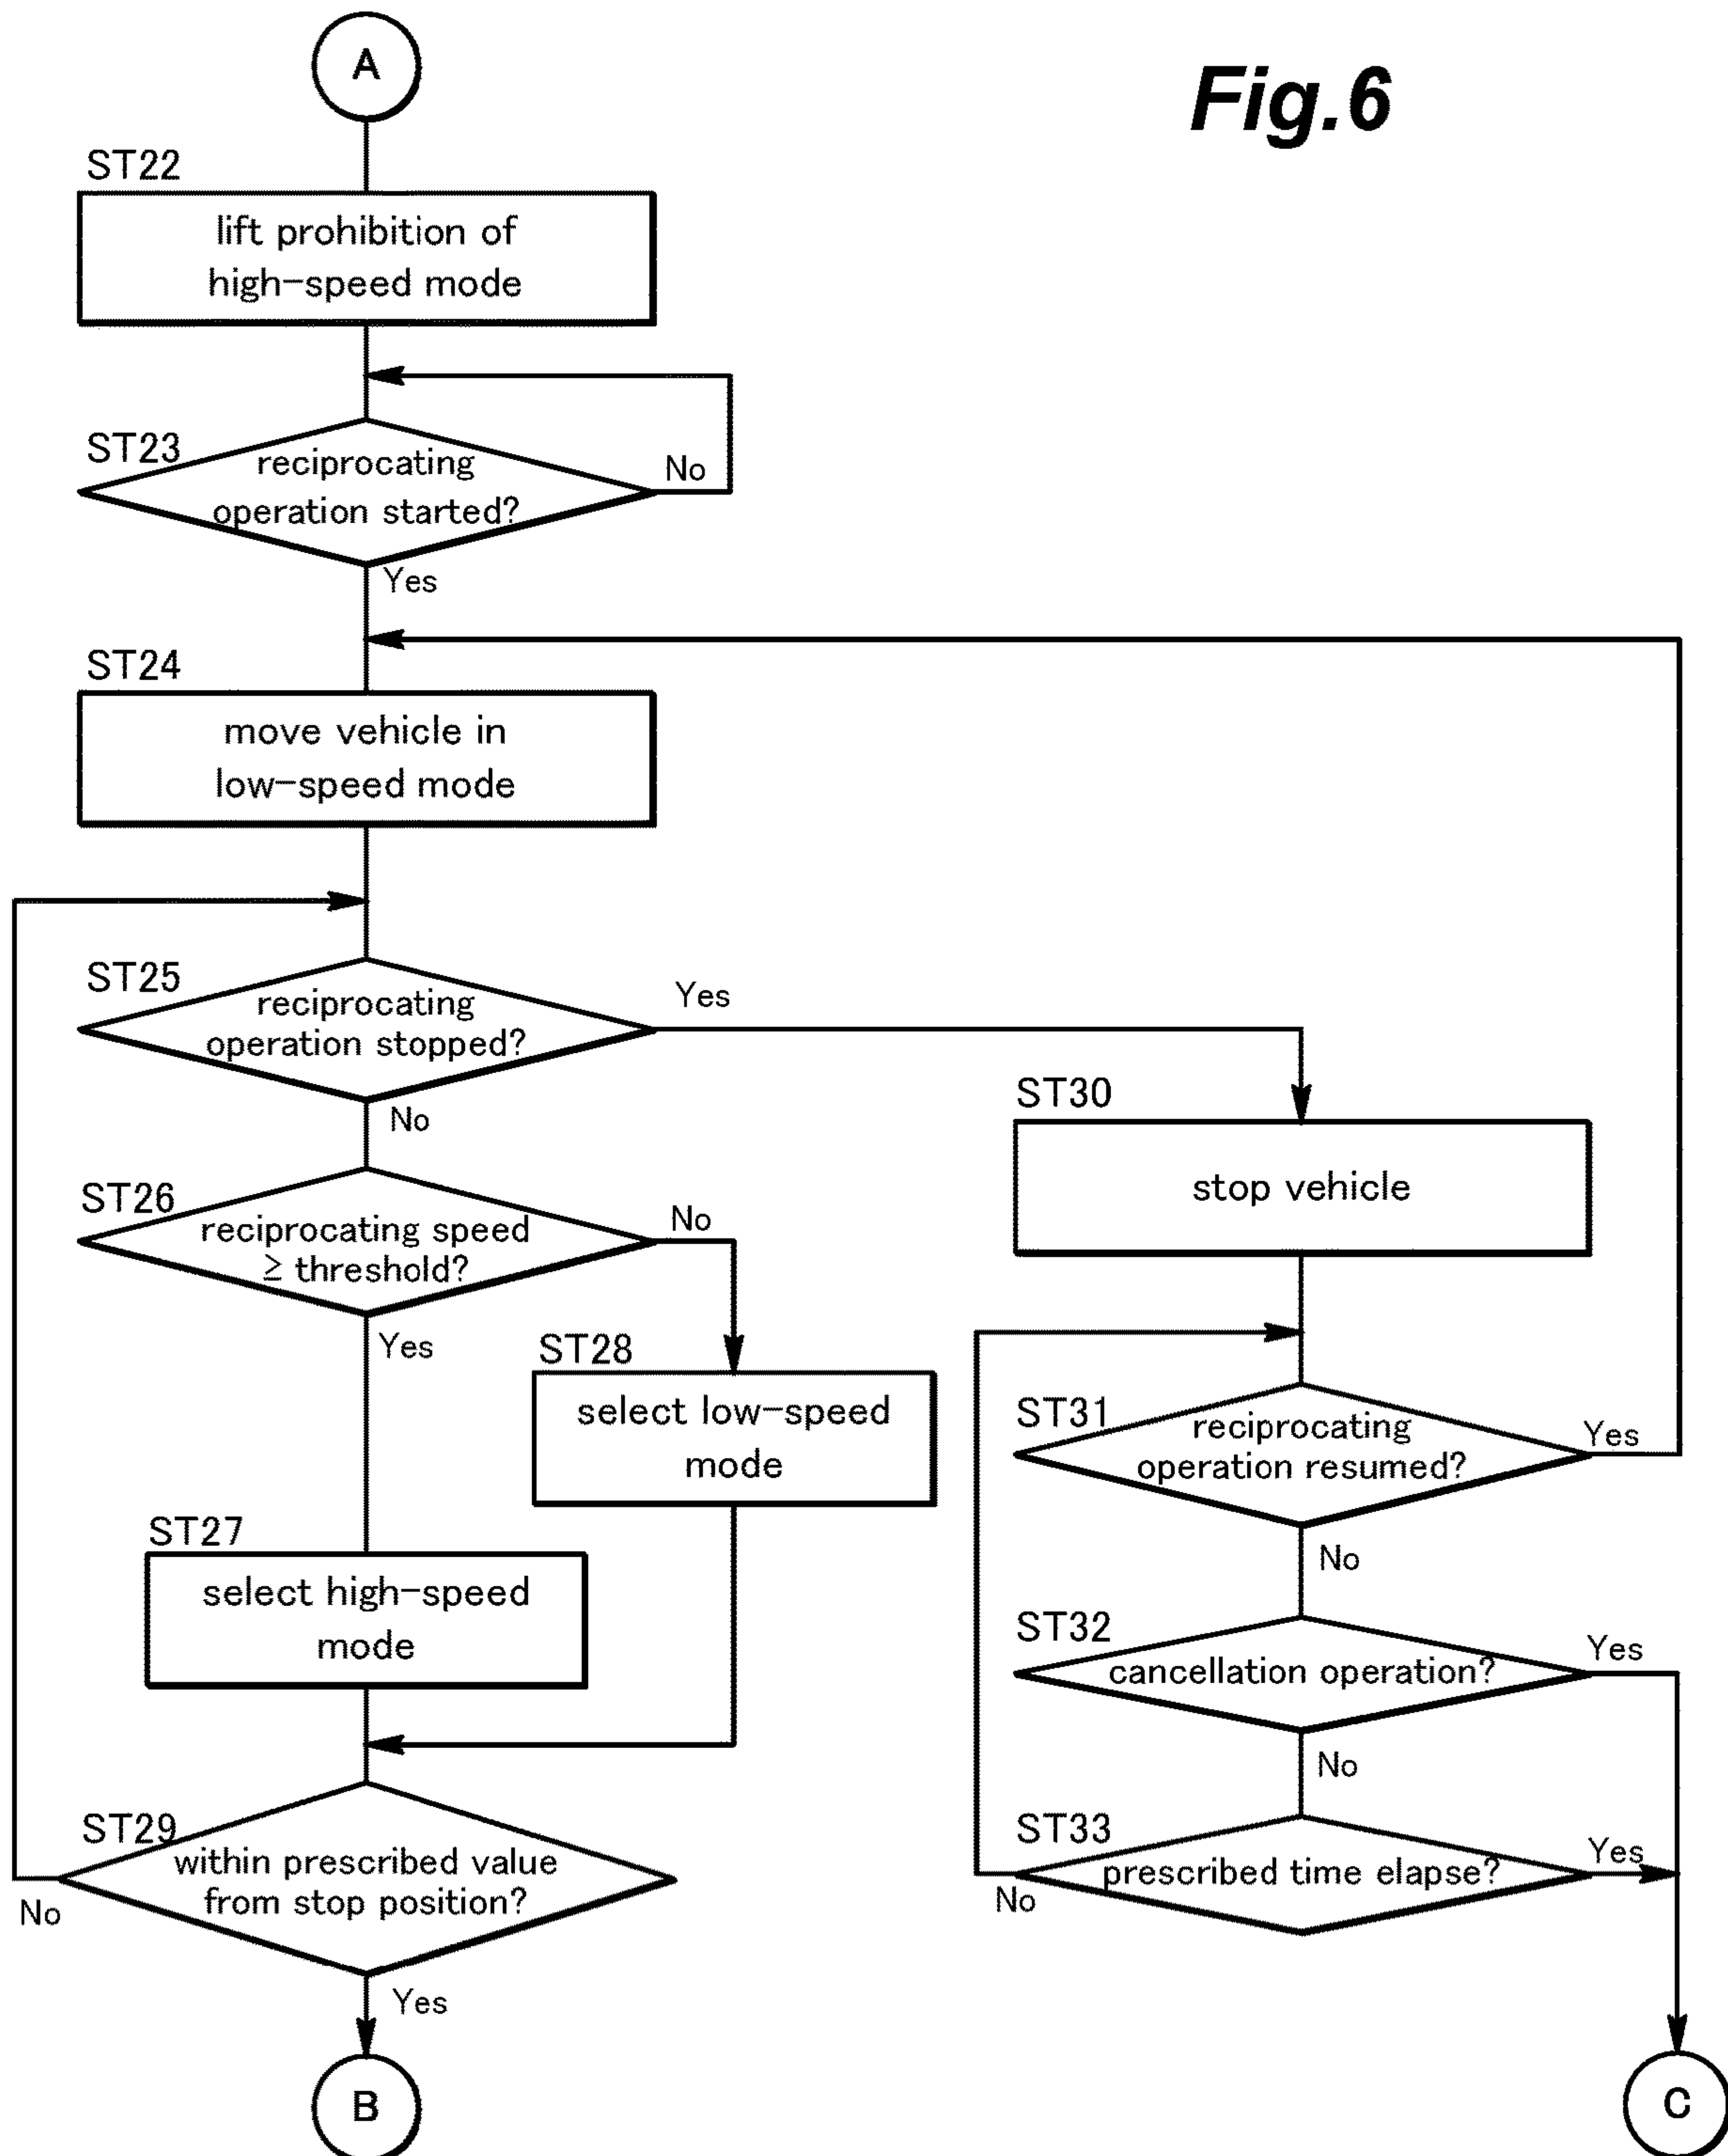 A
Fig.6
ST22
lift prohibition of
high-speed mode
ST23
reciprocating
operation started?
No
Yes
ST24
move vehicle in
low-speed mode
ST25
reciprocating
operation stopped?
Yes
No
ST26
reciprocating speed
≥ threshold?
No
Yes
ST28
select low-speed
mode
ST27
select high-speed
mode
ST29
within prescribed value
from stop position?
No
Yes
B
ST30
stop vehicle
ST31
reciprocating
operation resumed?
Yes
No
ST32
cancellation operation?
Yes
No
ST33
prescribed time elapse?
Yes
No
C